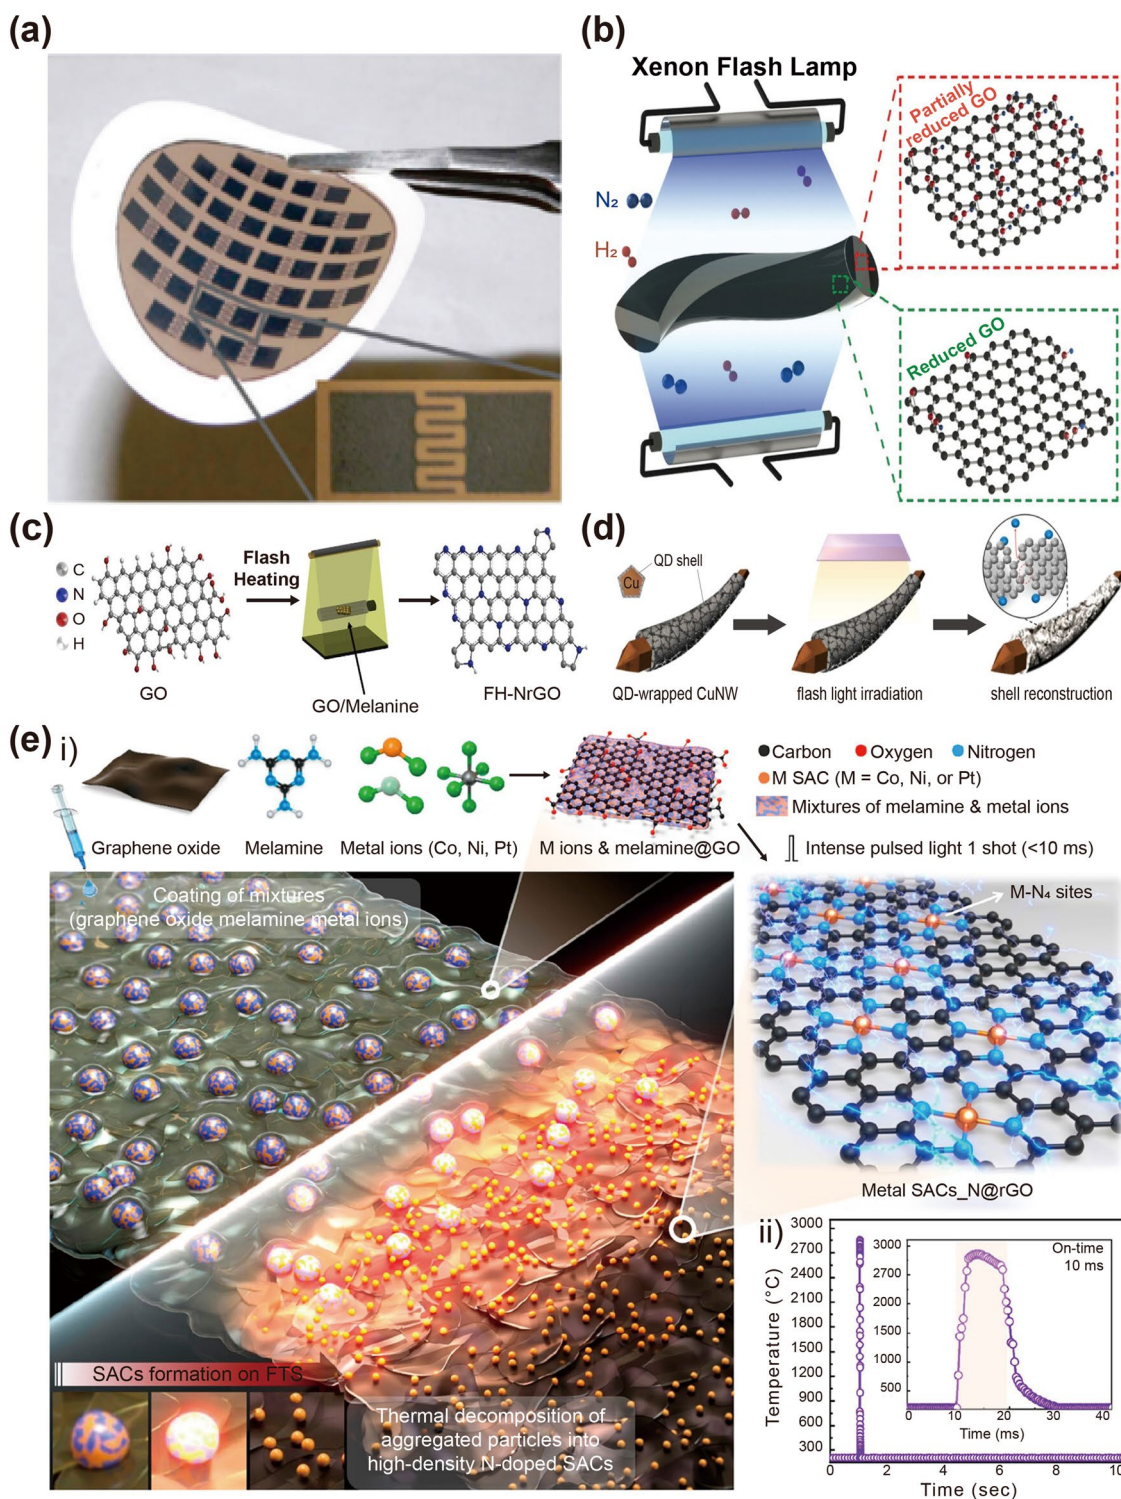 (a)
(b)
Xenon Flash Lamp
N₂
H₂
Partially
reduced GO
Reduced GO
(c)
C
N
O
H
GO
Flash
Heating
GO/Melanine
FH-NrGO
(d)
Cu
QD shell
QD-wrapped CuNW
flash light irradiation
shell reconstruction
(e)
i)
Graphene oxide
Melamine
Metal ions (Co, Ni, Pt)
M ions & melamine@GO
Carbon
Oxygen
Nitrogen
M SAC (M = Co, Ni, or Pt)
Mixtures of melamine & metal ions
Intense pulsed light 1 shot (<10 ms)
Coating of mixtures
(graphene oxide melamine metal ions)
M-N₄ sites
Metal SACs_N@rGO
SACs formation on FTS
Thermal decomposition of
aggregated particles into
high-density N-doped SACs
ii)
Temperature (°C)
3000
2700
2400
2100
1800
1500
1200
900
600
300
0
2
4
6
8
10
Time (sec)
On-time
10 ms
3000
2700
2000
1500
1000
500
0
10
20
30
40
Time (ms)